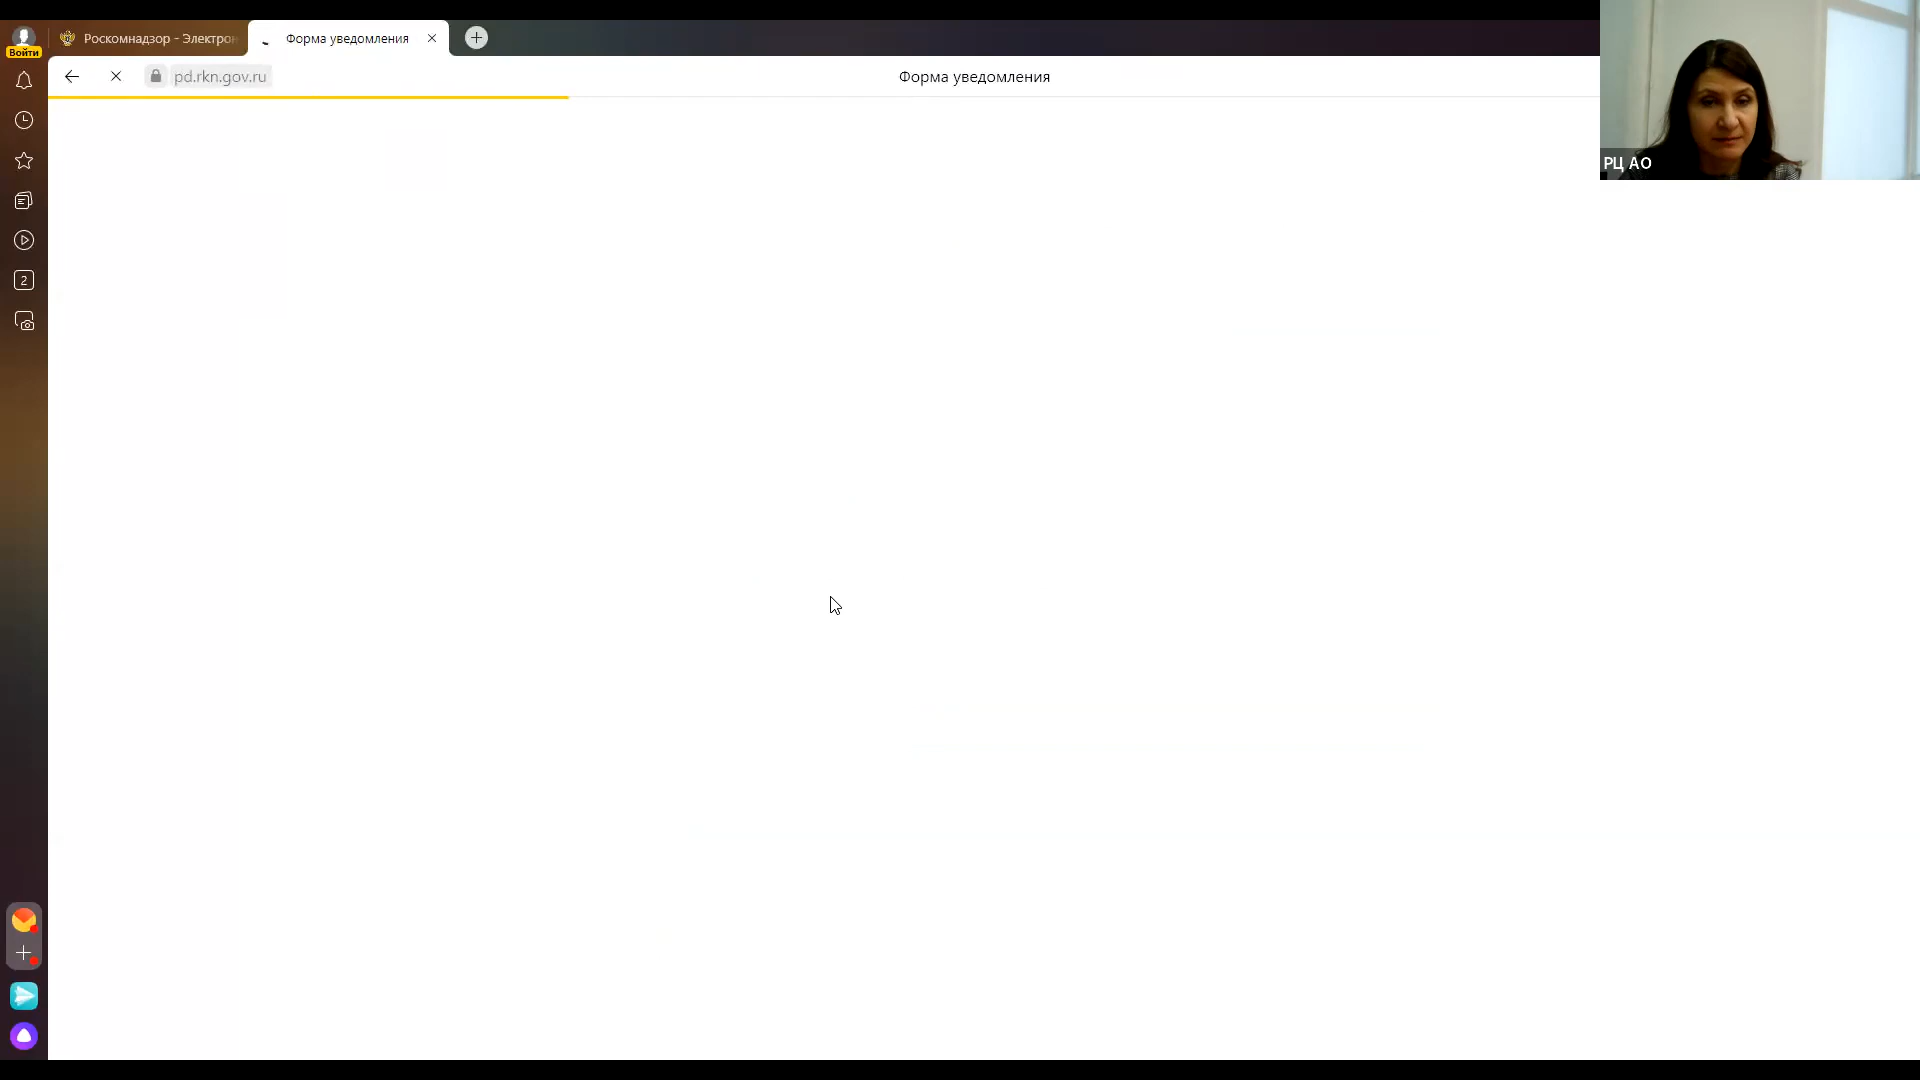 Войти
Роскомнадзор - Электрон
Форма уведомления
pd.rkn.gov.ru
Форма уведомления
РЦ АО
2